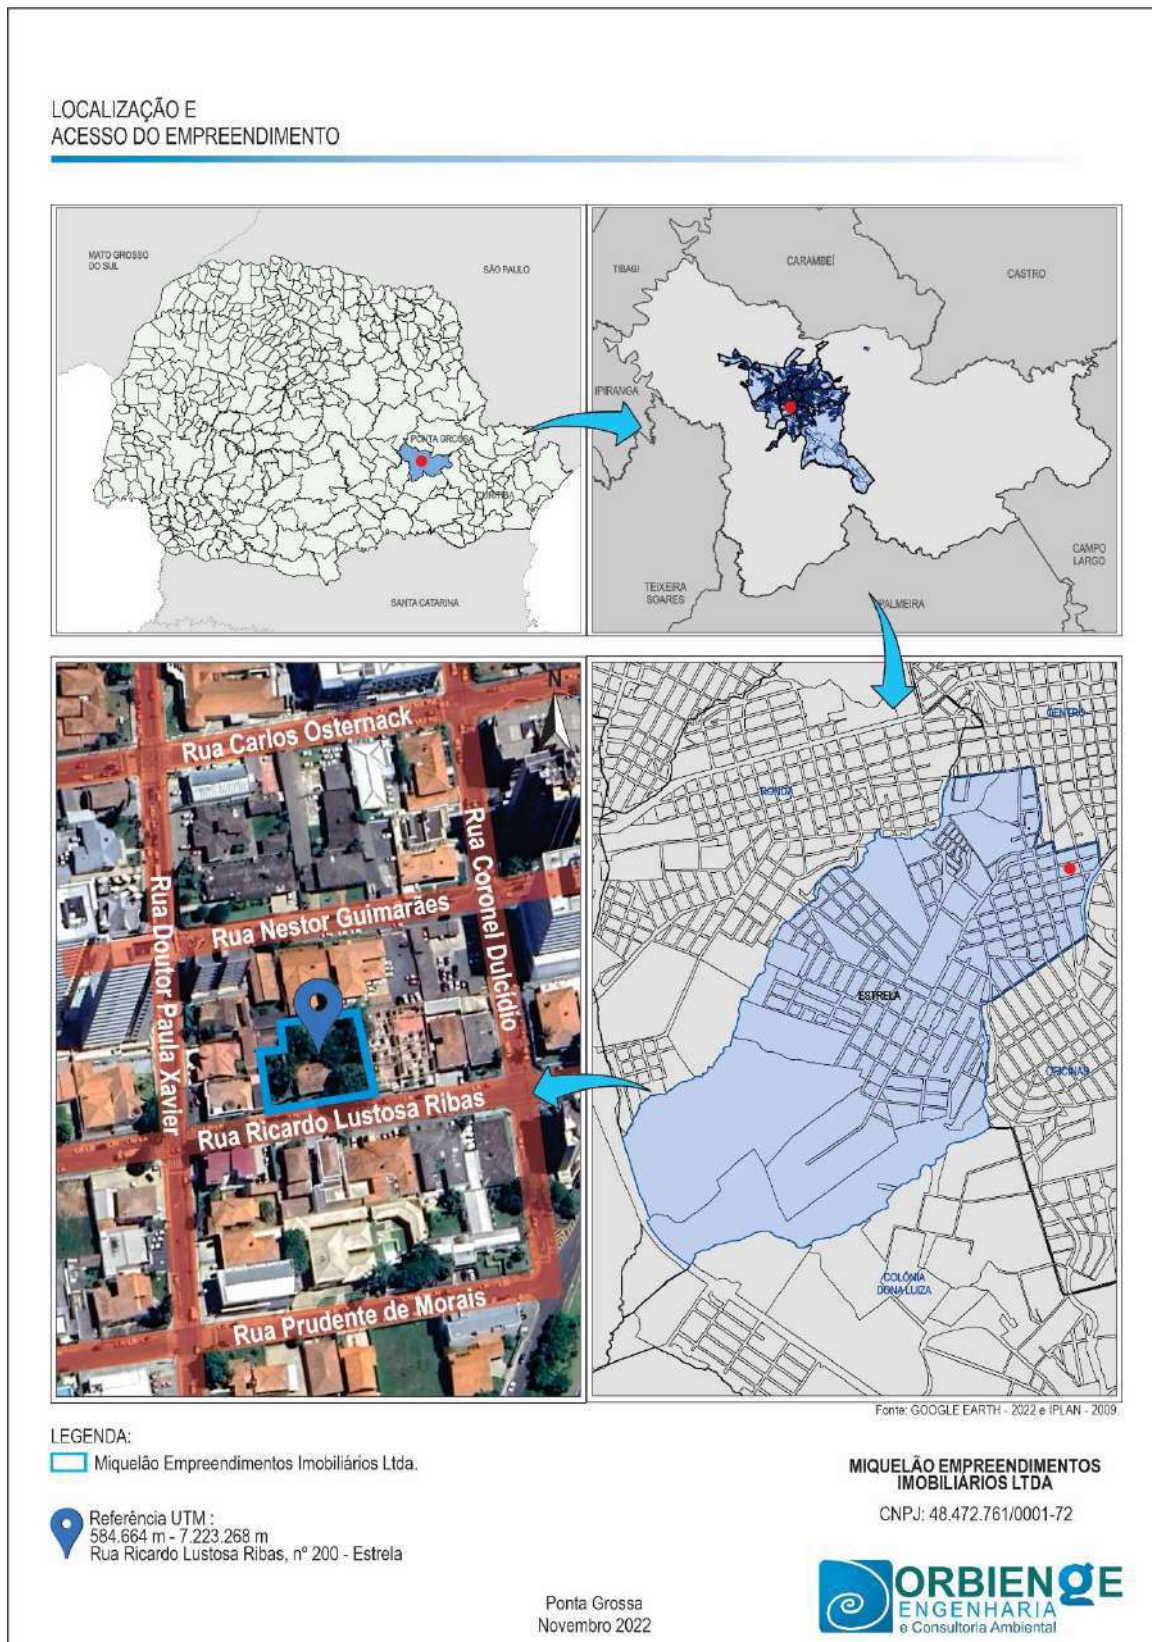 LOCALIZAÇÃO E
ACESSO DO EMPREENDIMENTO
MATO GROSSO
DO SUL
SÃO PAULO
PONTA GROSSA
CURITIBA
SANTA CATARINA
TIBAGI
CARAMBEÍ
CASTRO
IPIRANGA
TEIXEIRA
SOARES
PALMEIRA
CAMPO
LARGO
N
Rua Carlos Osternack
Rua Coronel Dulcídio
Rua Nestor Guimarães
Rua Doutor Paula Xavier
Rua Ricardo Lustosa Ribas
Rua Prudente de Morais
CENTRO
RONDA
ESTRELA
OFICINAS
COLÔNIA
DONA LUIZA
Fonte: GOOGLE EARTH - 2022 e IPLAN - 2009.
LEGENDA:
Miquelão Empreendimentos Imobiliários Ltda.
Referência UTM :
584.664 m - 7.223.268 m
Rua Ricardo Lustosa Ribas, nº 200 - Estrela
MIQUELÃO EMPREENDIMENTOS
IMOBILIÁRIOS LTDA
CNPJ: 48.472.761/0001-72
Ponta Grossa
Novembro 2022
ORBIENGE
ENGENHARIA
e Consultoria Ambiental